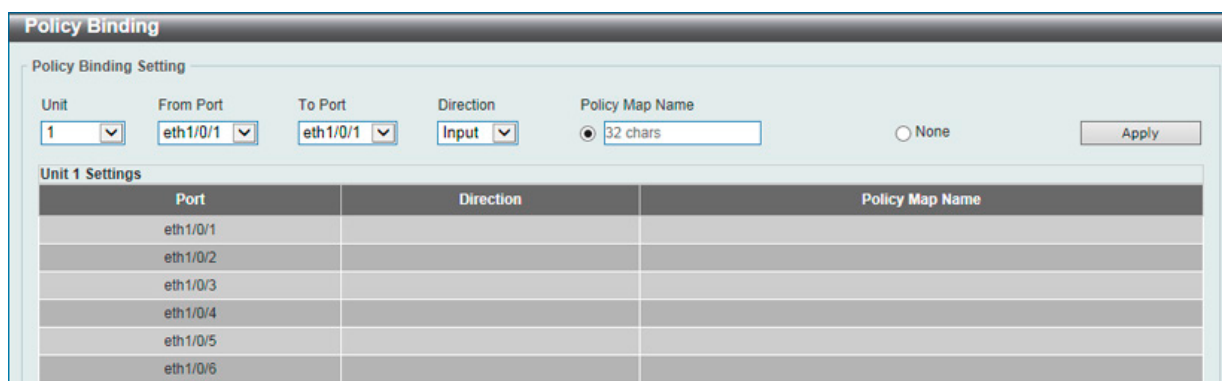 Policy Binding
Policy Binding Setting
Unit From Port To Port Direction Policy Map Name
1 eth1/0/1 eth1/0/1 Input 32 chars None Apply
Unit 1 Settings
Port Direction Policy Map Name
eth1/0/1
eth1/0/2
eth1/0/3
eth1/0/4
eth1/0/5
eth1/0/6